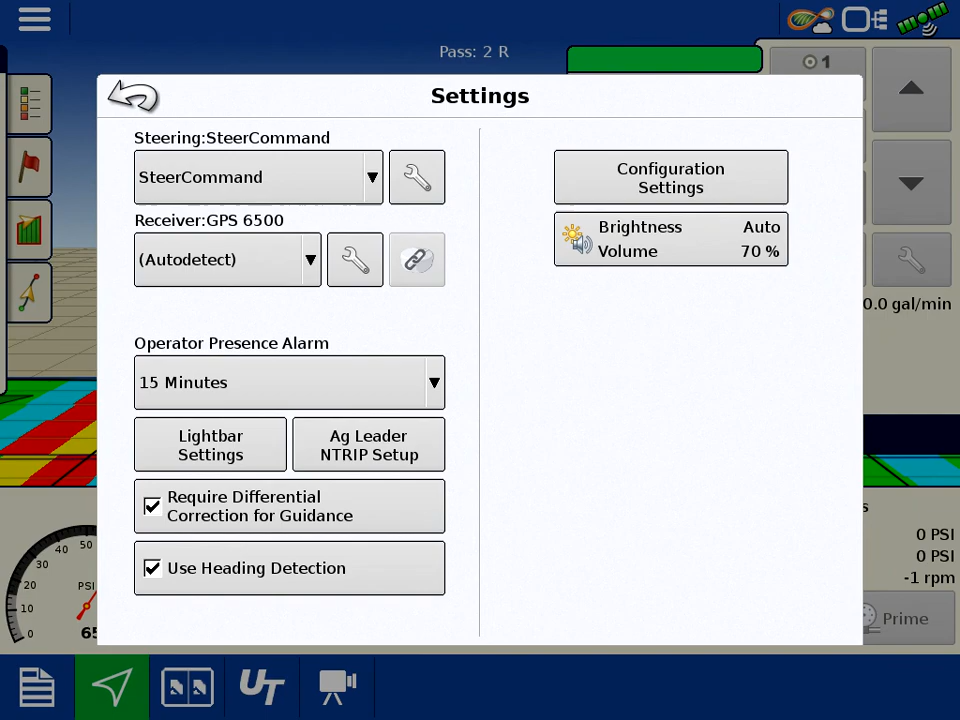 Pass: 2 R
1
Settings
Steering:SteerCommand
SteerCommand
Receiver:GPS 6500
(Autodetect)
Operator Presence Alarm
15 Minutes
Lightbar
Settings
Ag Leader
NTRIP Setup
Require Differential
Correction for Guidance
Use Heading Detection
Configuration
Settings
Brightness Auto
Volume 70 %
0.0 gal/min
s
0 PSI
0 PSI
-1 rpm
Prime
50
40
30
20
10
0
PSI
65
UT